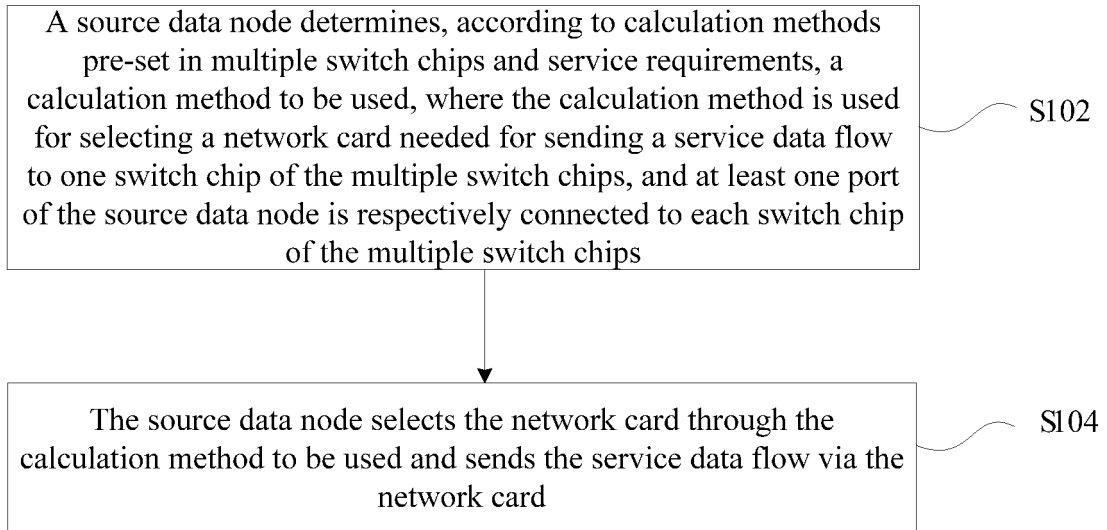 A source data node determines, according to calculation methods
pre-set in multiple switch chips and service requirements, a
calculation method to be used, where the calculation method is used
for selecting a network card needed for sending a service data flow
to one switch chip of the multiple switch chips, and at least one port
of the source data node is respectively connected to each switch chip
of the multiple switch chips
S102
The source data node selects the network card through the
calculation method to be used and sends the service data flow via the
network card
S104